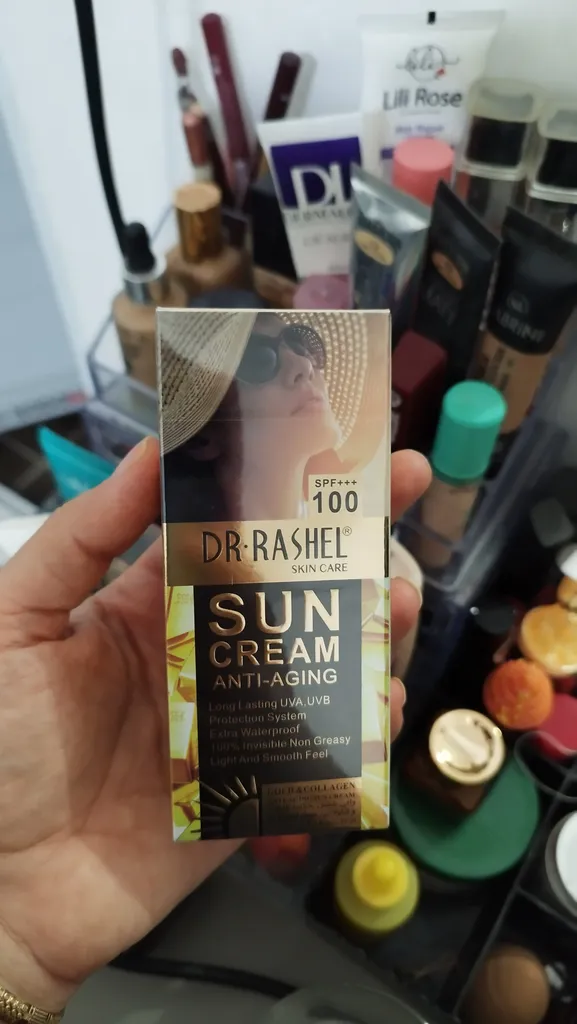 Lili Rose
SPF+++
100
DR·RASHEL®
SKIN CARE
SUN
CREAM
ANTI-AGING
Long Lasting UVA,UVB
Protection System
Extra Waterproof
100% Invisible Non Greasy
Light And Smooth Feel
GOLD & COLLAGEN